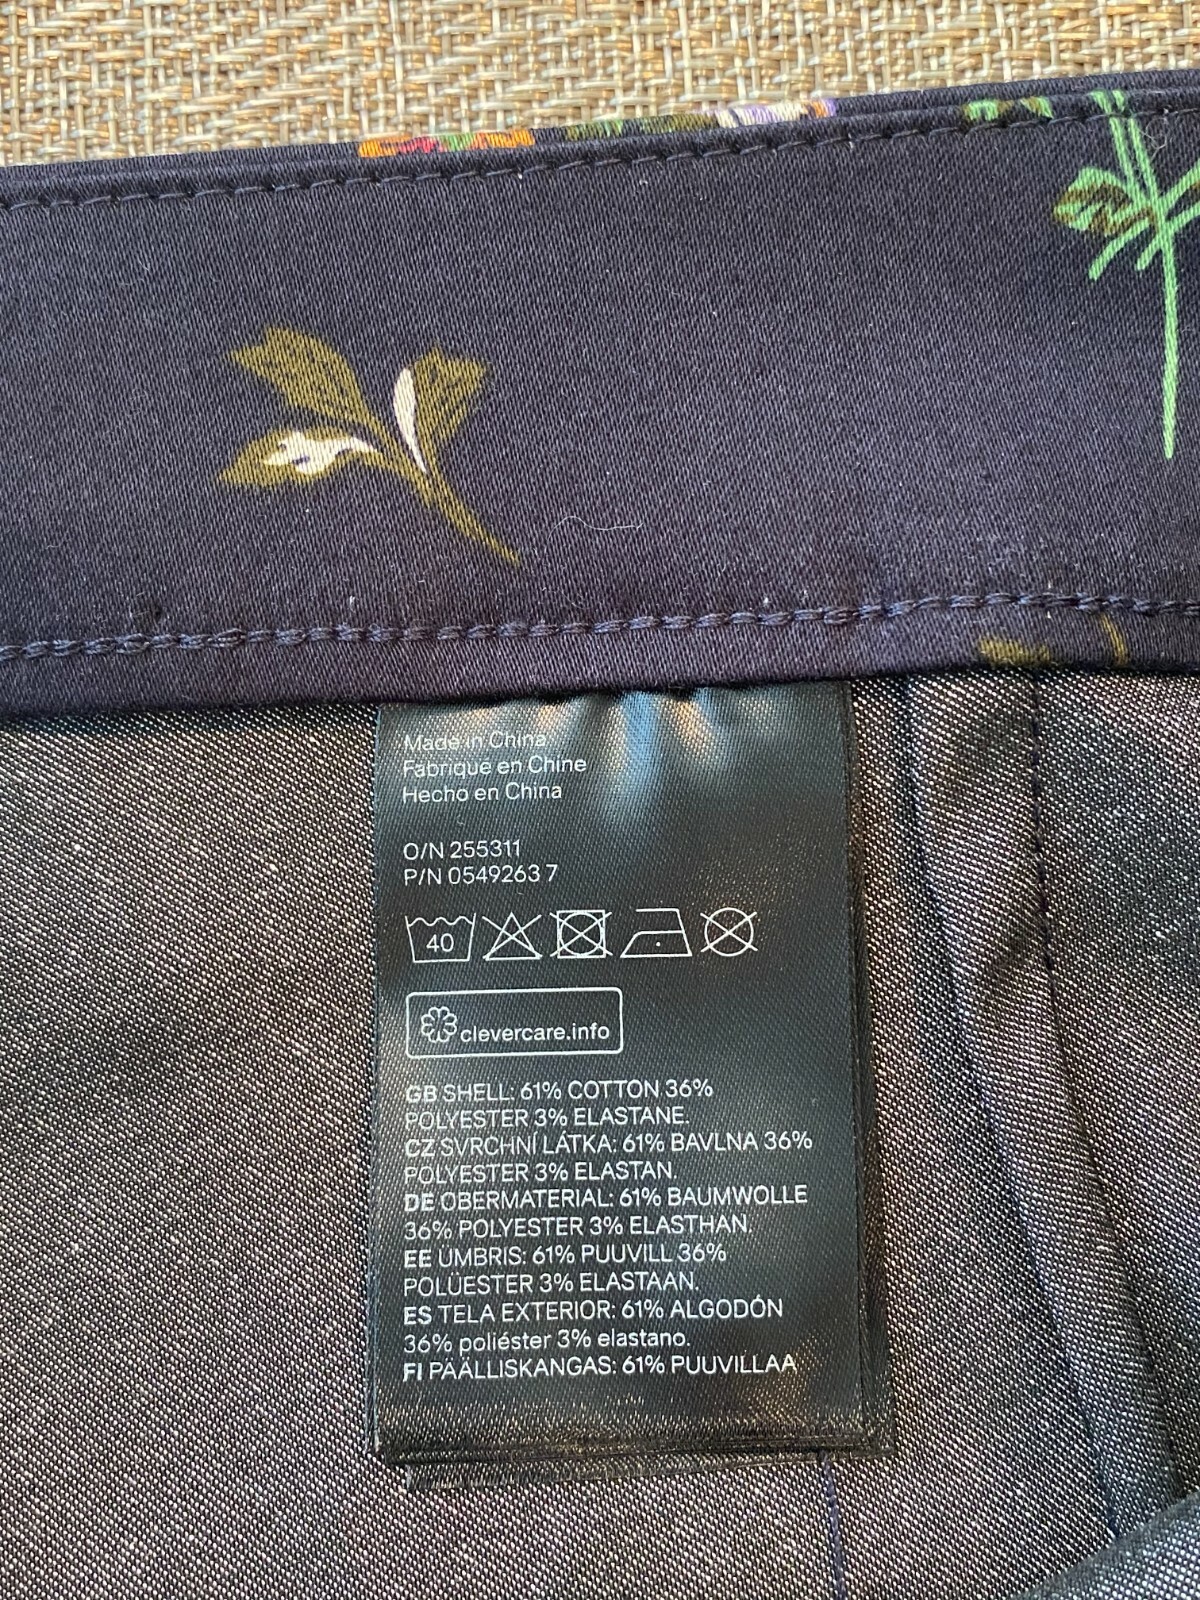 Made in China
Fabriqué en Chine
Hecho en China
O/N 255311
P/N 0549263 7
40
clevercare.info
GB SHELL: 61% COTTON 36%
POLYESTER 3% ELASTANE.
CZ SVRCHNÍ LÁTKA: 61% BAVLNA 36%
POLYESTER 3% ELASTAN.
DE OBERMATERIAL: 61% BAUMWOLLE
36% POLYESTER 3% ELASTHAN.
EE ÜMBRIS: 61% PUUVILL 36%
POLÜESTER 3% ELASTAAN.
ES TELA EXTERIOR: 61% ALGODÓN
36% poliéster 3% elastano.
FI PÄÄLLISKANGAS: 61% PUUVILLAA